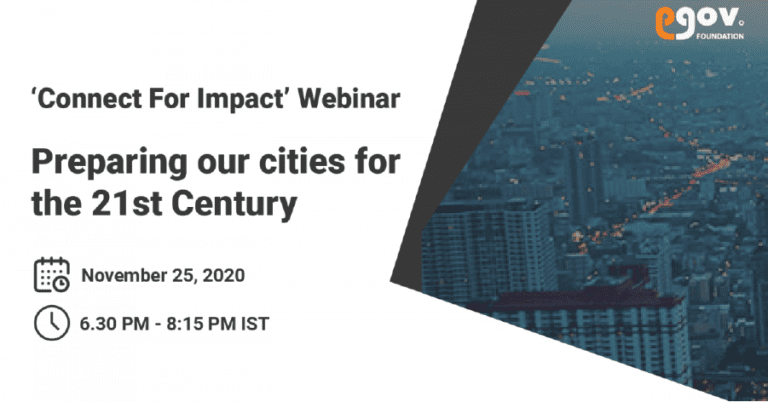 egov.
FOUNDATION
‘Connect For Impact’ Webinar
Preparing our cities for
the 21st Century
November 25, 2020
6.30 PM - 8:15 PM IST